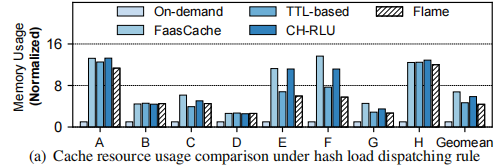 On-demand TTL-based Flame
FaasCache CH-RLU
Memory Usage
(Normalized)
16
8
0
A B C D E F G H Geomean
(a) Cache resource usage comparison under hash load dispatching rule